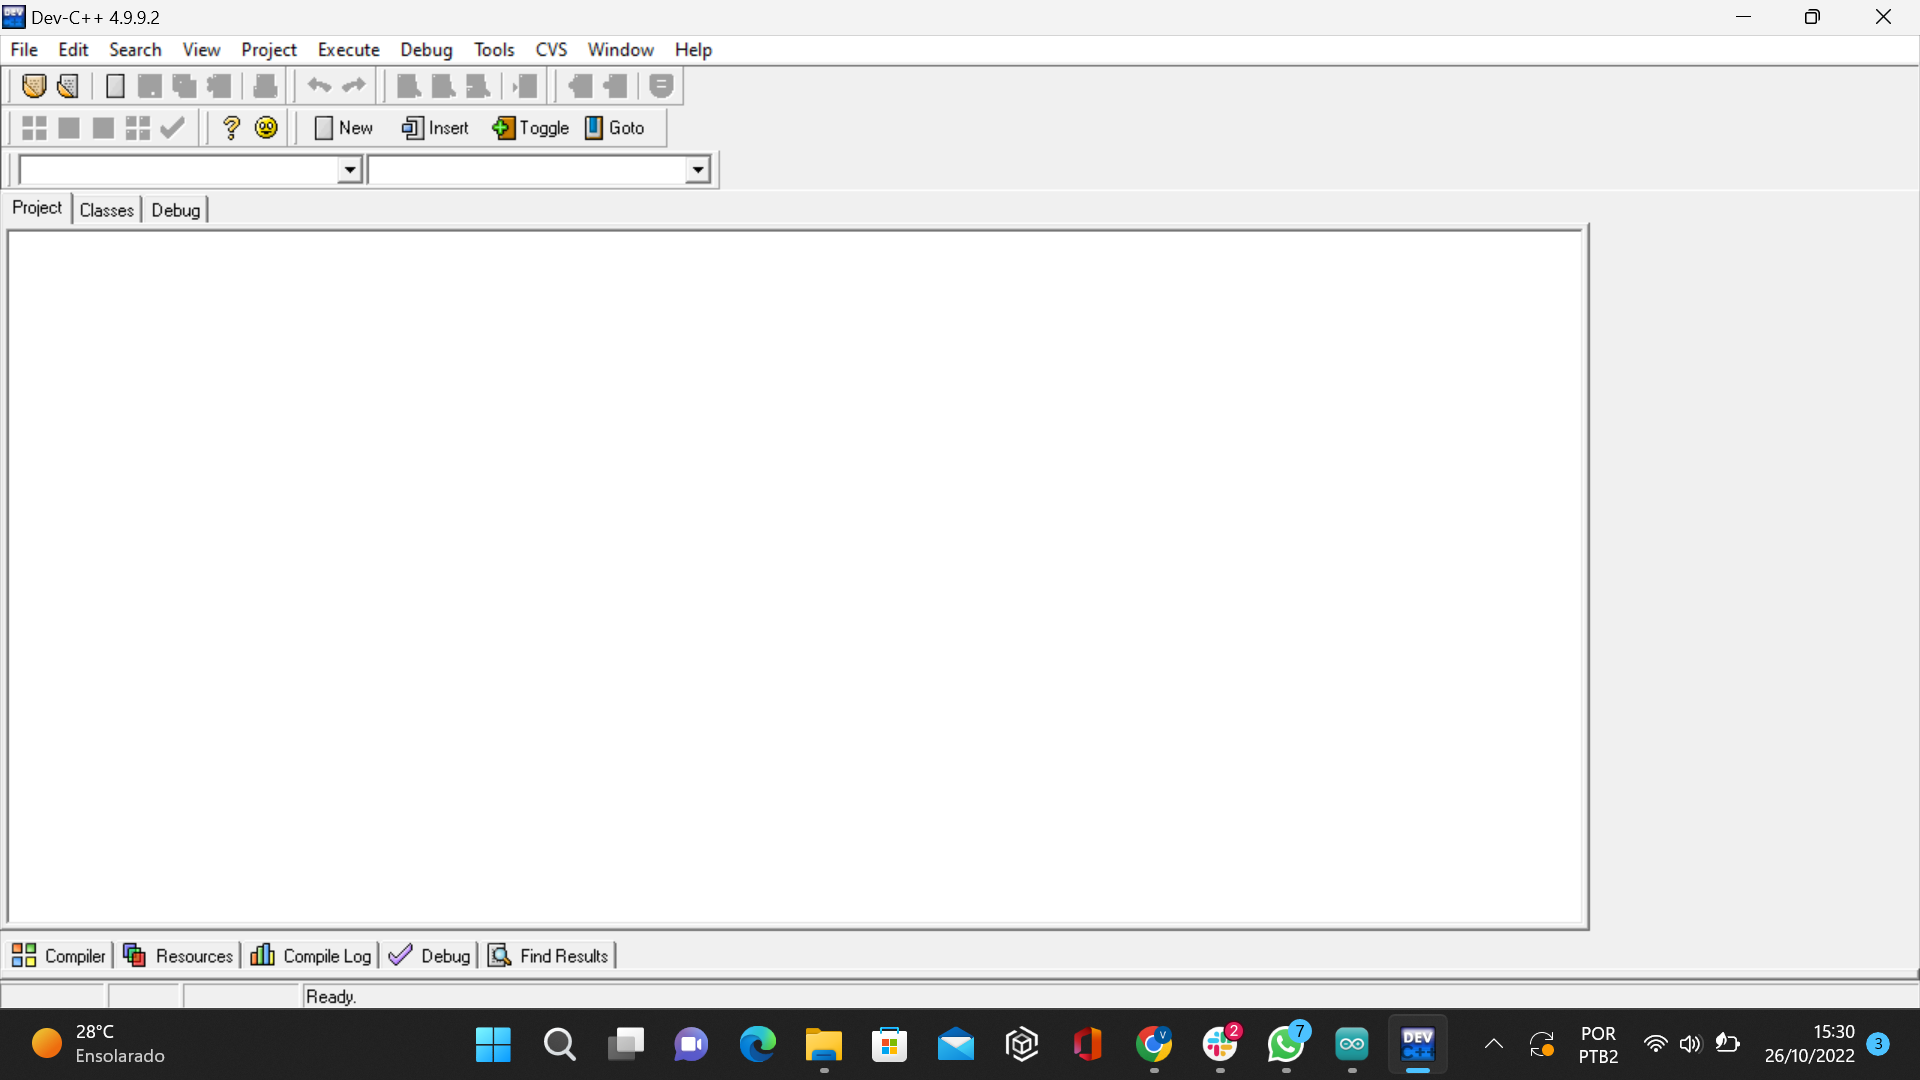 Dev-C++ 4.9.9.2
File Edit Search View Project Execute Debug Tools CVS Window Help
New Insert Toggle Goto
Project Classes Debug
Compiler Resources Compile Log Debug Find Results
Ready.
28°C
Ensolarado
V
2
7
DEV
C++
POR
PTB2
15:30
26/10/2022
3